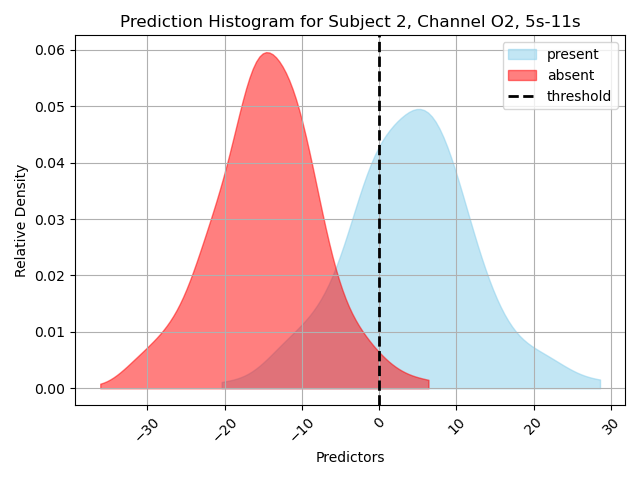 Prediction Histogram for Subject 2, Channel O2, 5s-11s
present
absent
threshold
Relative Density
0.06
0.05
0.04
0.03
0.02
0.01
0.00
−30
−20
−10
0
10
20
30
Predictors